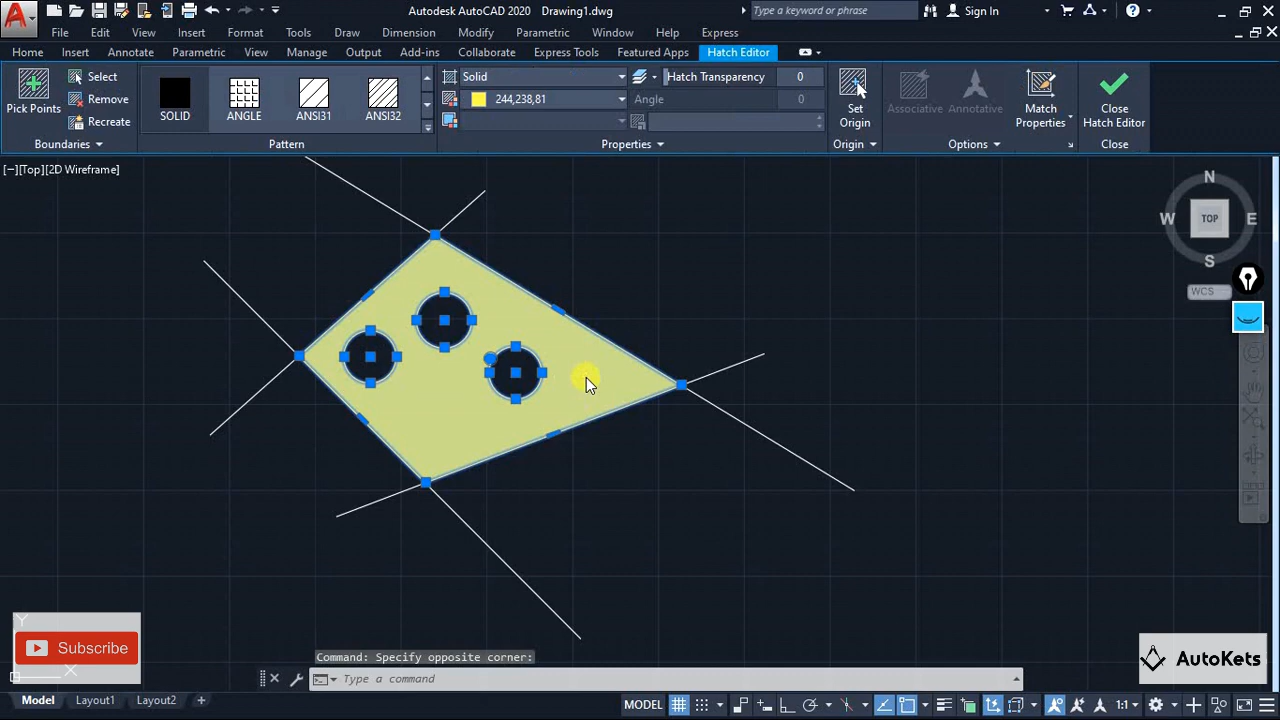 Autodesk AutoCAD 2020 Drawing1.dwg
Type a keyword or phrase
Sign In
File Edit View Insert Format Tools Draw Dimension Modify Parametric Window Help Express
Home Insert Annotate Parametric View Manage Output Add-ins Collaborate Express Tools Featured Apps Hatch Editor
Pick Points
Select
Remove
Recreate
Boundaries
SOLID
ANGLE
ANSI31
ANSI32
Pattern
Solid
244,238,81
Hatch Transparency 0
Angle 0
Properties
Set
Origin
Origin
Associative
Annotative
Match
Properties
Options
Close
Hatch Editor
Close
[−][Top][2D Wireframe]
N
W TOP E
S
WCS
Y
Subscribe
X
Command: Specify opposite corner:
Type a command
AutoKets
Model Layout1 Layout2 +
MODEL
1:1